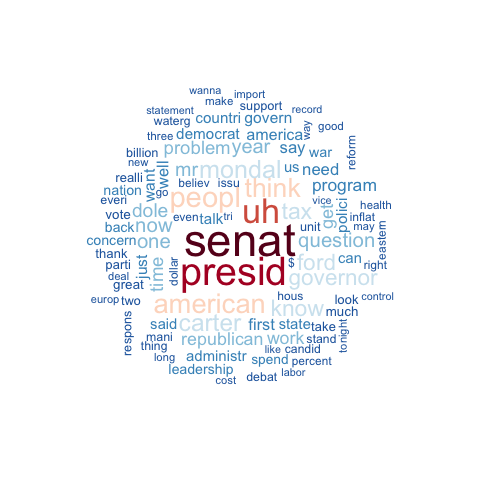 wanna
make import
statement support record
waterg countri govern
three democrat america way good
billion problem year say war reform
new realli well mr mondal us need
nation want go believ issu think program
everi peopl vice health
vote dole uh tax get polici inflat
back now even talk tri unit may eastern
concern one senat question can
thank just $ ford right
parti time presid governor
deal great dollar hous
europ two american know look control
much
said carter first state take
respons mani republican work stand tonight
thing administr like candid
long leadership spend percent
cost debat labor